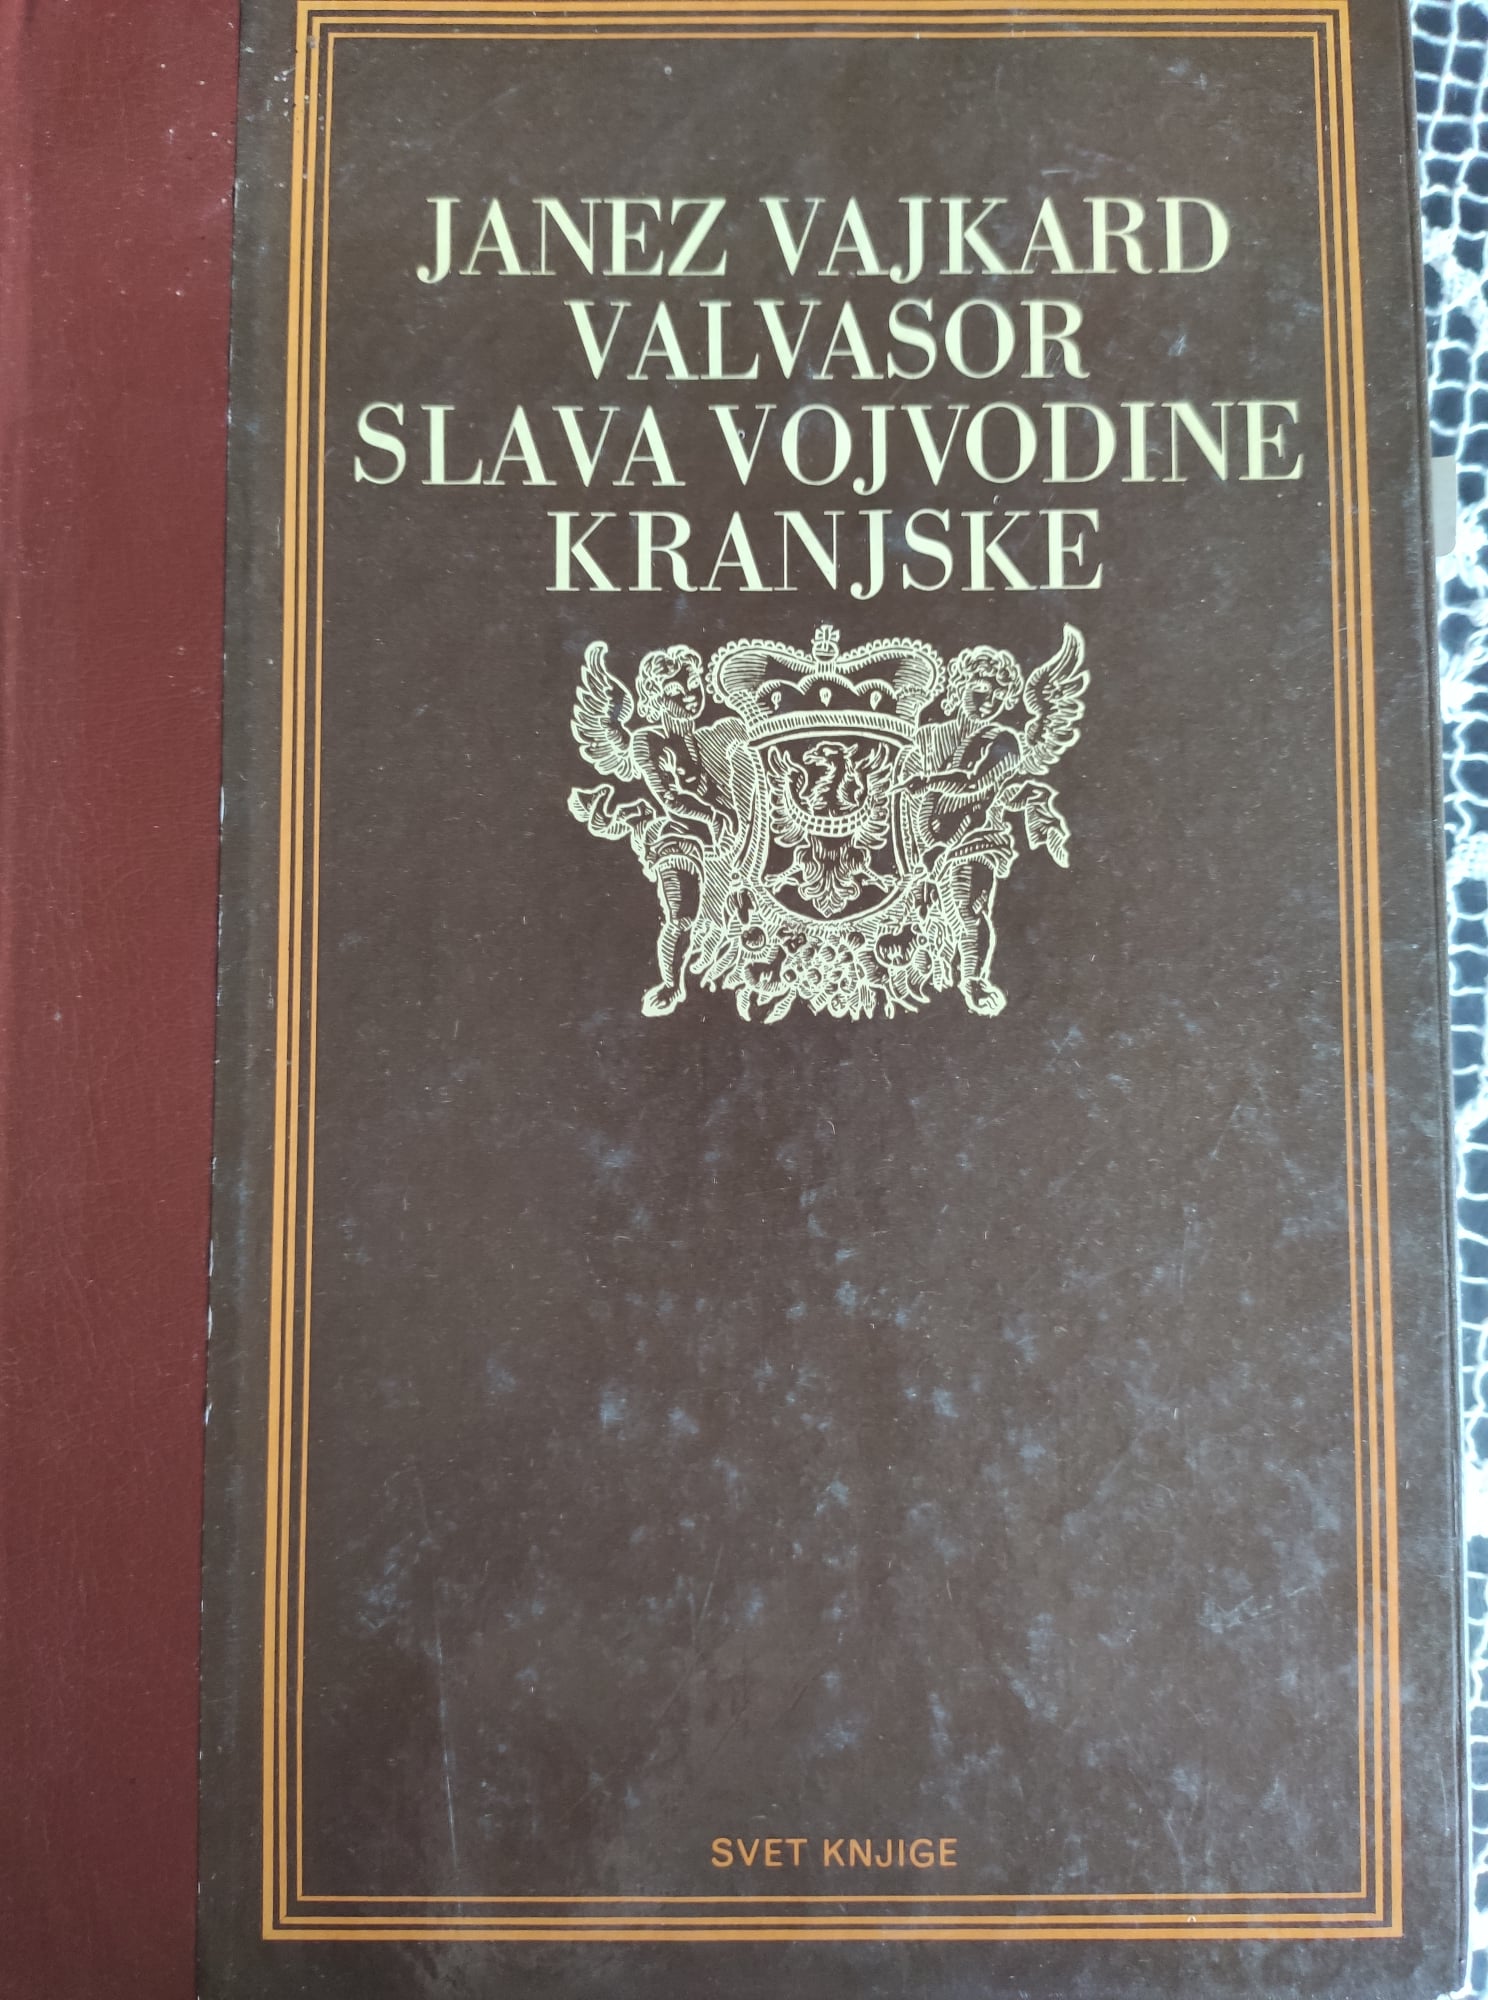 JANEZ VAJKARD
VALVASOR
SLAVA VOJVODINE
KRANJSKE
SVET KNJIGE